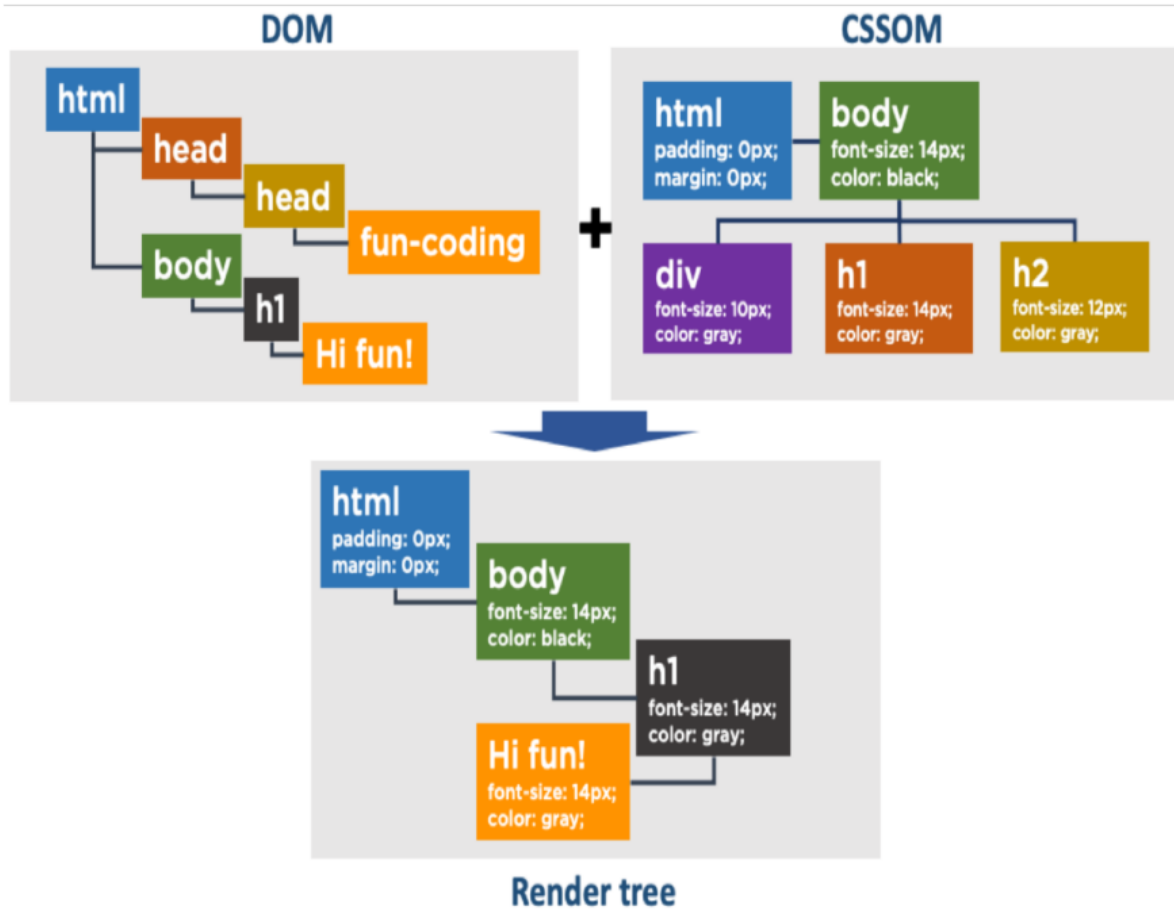 DOM
html
head
head
fun-coding
body
h1
Hi fun!
CSSOM
html
padding: 0px;
margin: 0px;
body
font-size: 14px;
color: black;
div
font-size: 10px;
color: gray;
h1
font-size: 14px;
color: gray;
h2
font-size: 12px;
color: gray;
html
padding: 0px;
margin: 0px;
body
font-size: 14px;
color: black;
h1
font-size: 14px;
color: gray;
Hi fun!
font-size: 14px;
color: gray;
Render tree